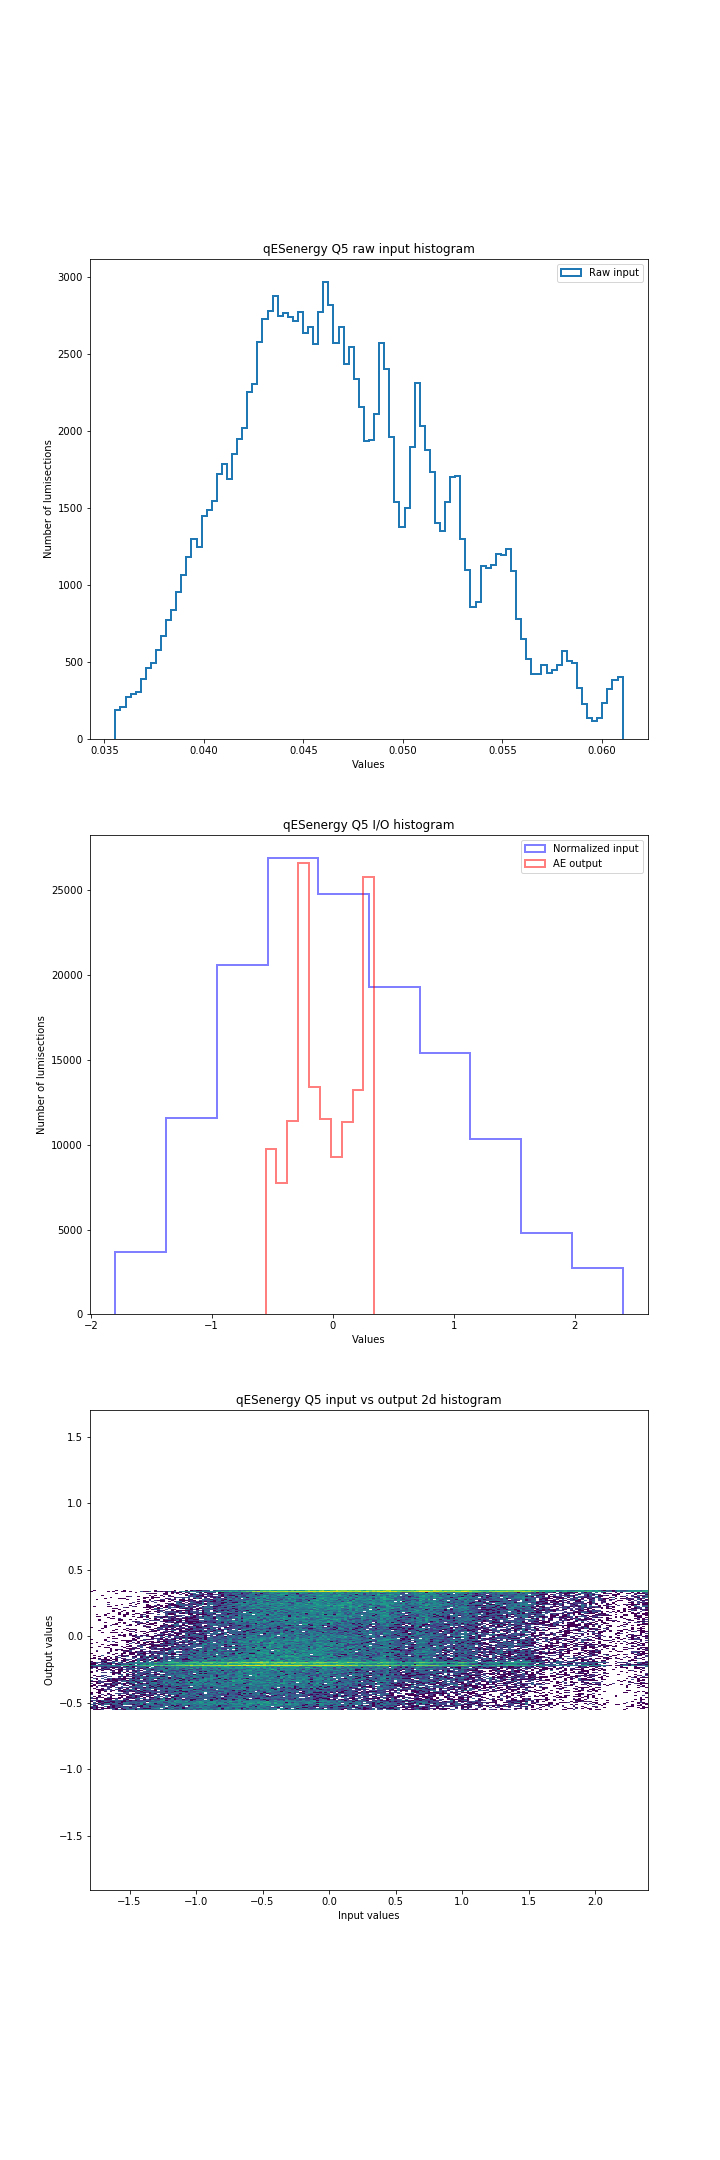 qESenergy Q5 raw input histogram
Raw input
3000
2500
2000
1500
1000
500
0
Number of lumisections
0.035 0.040 0.045 0.050 0.055 0.060
Values
qESenergy Q5 I/O histogram
Normalized input
AE output
25000
20000
15000
10000
5000
0
Number of lumisections
−2 −1 0 1 2
Values
qESenergy Q5 input vs output 2d histogram
1.5
1.0
0.5
0.0
−0.5
−1.0
−1.5
Output values
−1.5 −1.0 −0.5 0.0 0.5 1.0 1.5 2.0
Input values